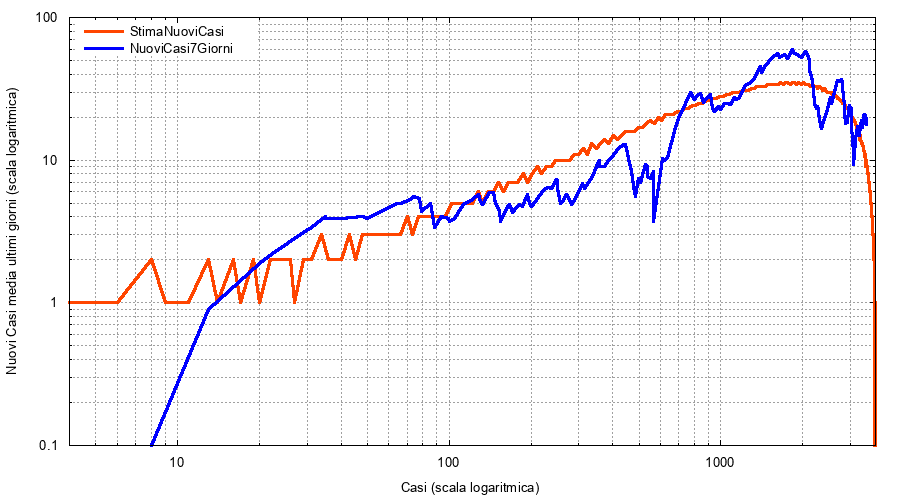 100
StimaNuoviCasi
NuoviCasi7Giorni
10
1
0.1
Nuovi Casi media ultimi giorni (scala logaritmica)
10
100
1000
Casi (scala logaritmica)